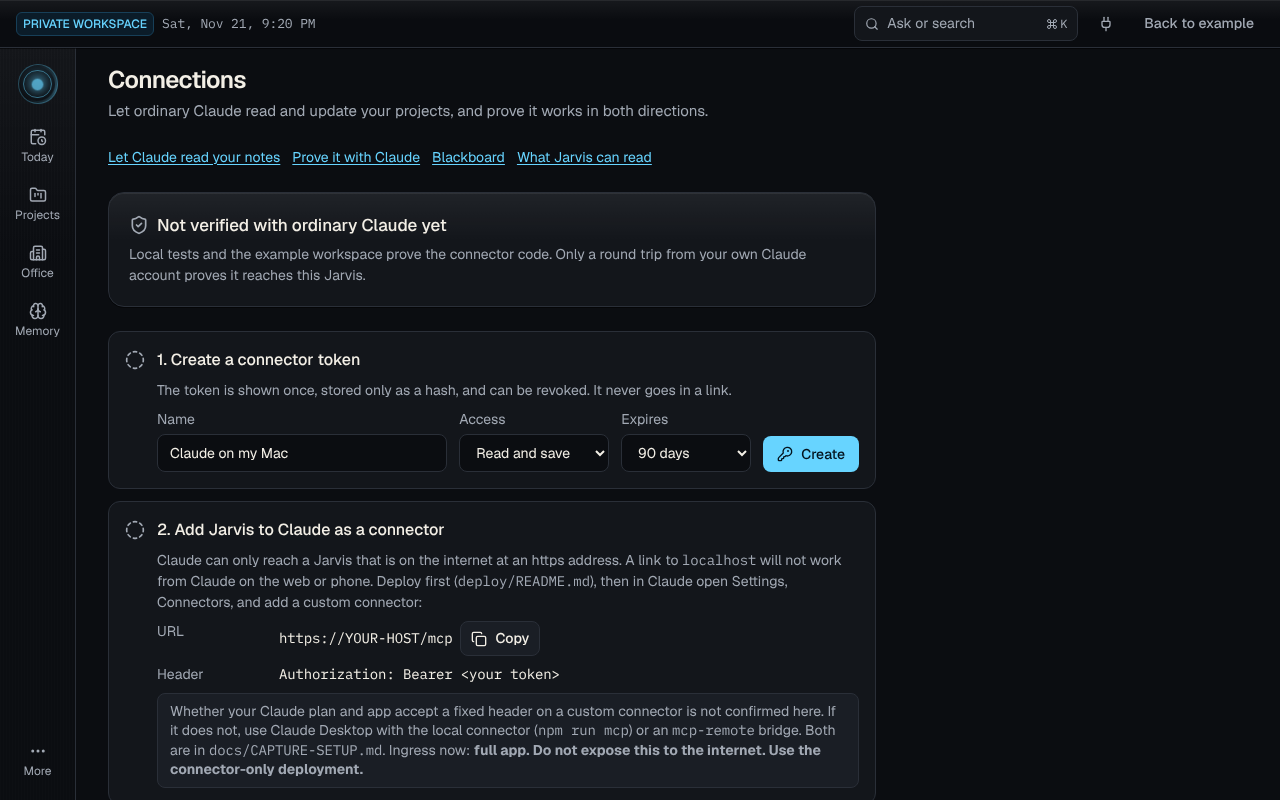 PRIVATE WORKSPACE Sat, Nov 21, 9:20 PM
Ask or search ⌘K
Back to example
Today
Projects
Office
Memory
More
Connections
Let ordinary Claude read and update your projects, and prove it works in both directions.
Let Claude read your notes Prove it with Claude Blackboard What Jarvis can read
Not verified with ordinary Claude yet
Local tests and the example workspace prove the connector code. Only a round trip from your own Claude
account proves it reaches this Jarvis.
1. Create a connector token
The token is shown once, stored only as a hash, and can be revoked. It never goes in a link.
Name Access Expires
Claude on my Mac Read and save 90 days Create
2. Add Jarvis to Claude as a connector
Claude can only reach a Jarvis that is on the internet at an https address. A link to localhost will not work
from Claude on the web or phone. Deploy first (deploy/README.md), then in Claude open Settings,
Connectors, and add a custom connector:
URL https://YOUR-HOST/mcp Copy
Header Authorization: Bearer <your token>
Whether your Claude plan and app accept a fixed header on a custom connector is not confirmed here. If
it does not, use Claude Desktop with the local connector (npm run mcp) or an mcp-remote bridge. Both
are in docs/CAPTURE-SETUP.md. Ingress now: full app. Do not expose this to the internet. Use the
connector-only deployment.